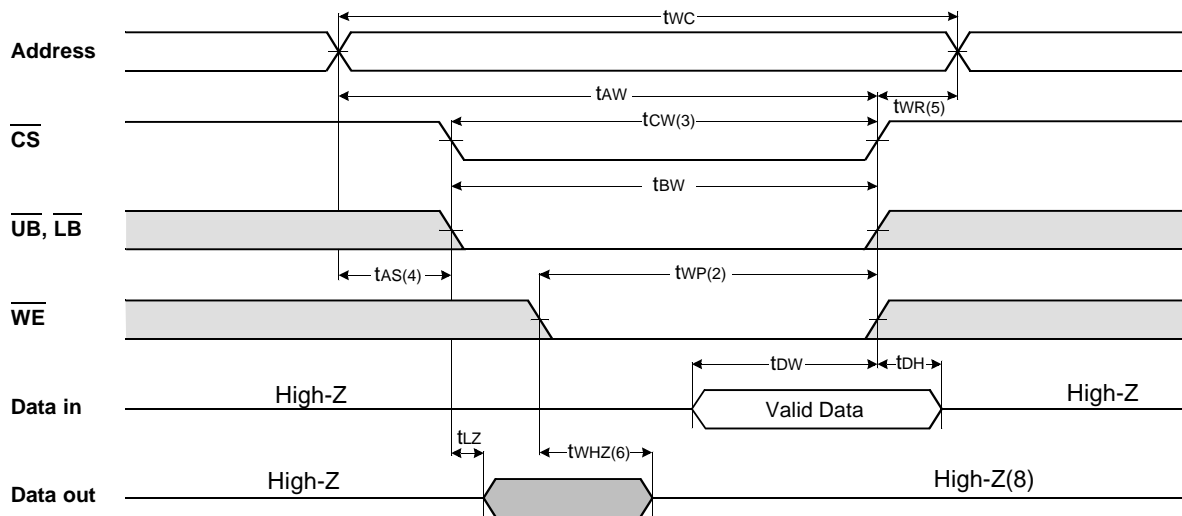 tWC
Address
tAW
tWR(5)
CS
tCW(3)
tBW
UB, LB
tAS(4)
tWP(2)
WE
tDW
tDH
Data in
High-Z
Valid Data
High-Z
tLZ
tWHZ(6)
Data out
High-Z
High-Z(8)